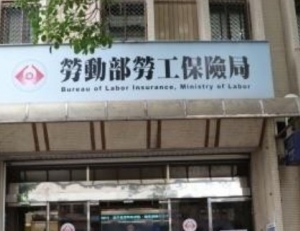 勞動部勞工保險局
Bureau of Labor Insurance, Ministry of Labor